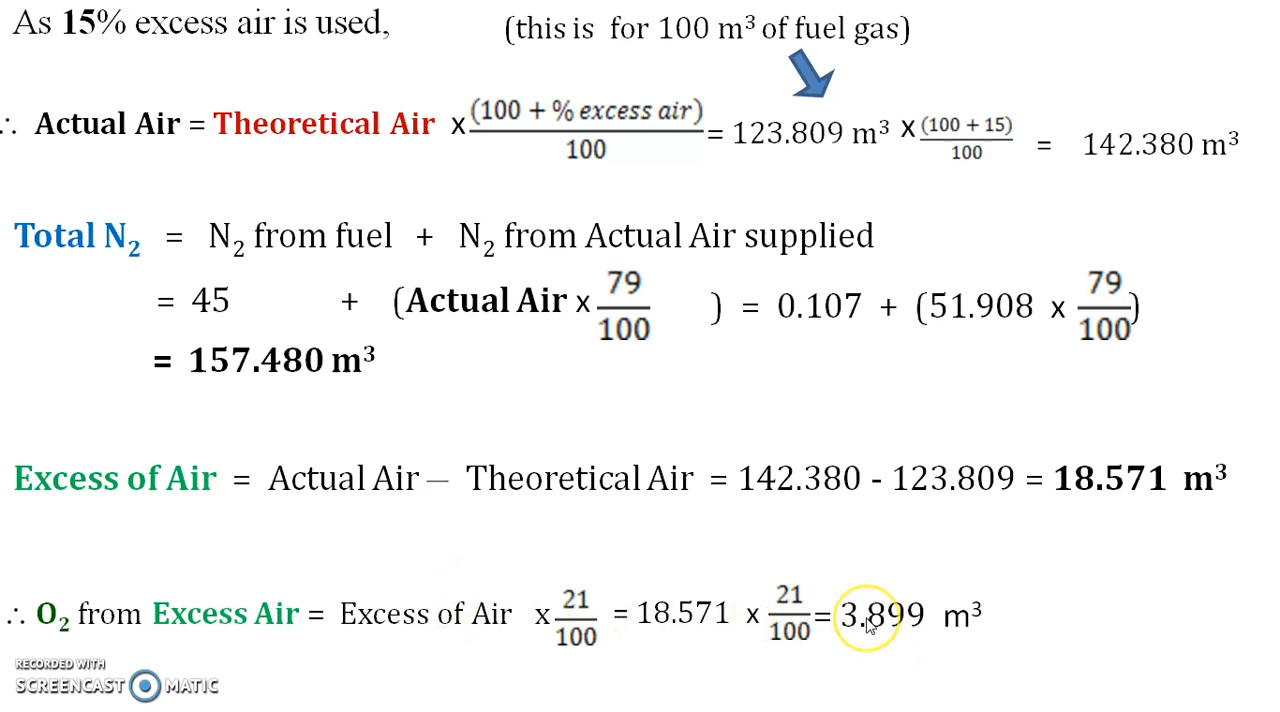 As 15% excess air is used, (this is for 100 m³ of fuel gas)
∴ Actual Air = Theoretical Air x (100 + % excess air)/100 = 123.809 m³ x (100 + 15)/100 = 142.380 m³
Total N₂ = N₂ from fuel + N₂ from Actual Air supplied
= 45 + (Actual Air x 79/100 ) = 0.107 + (51.908 x 79/100)
= 157.480 m³
Excess of Air = Actual Air – Theoretical Air = 142.380 - 123.809 = 18.571 m³
∴ O₂ from Excess Air = Excess of Air x 21/100 = 18.571 x 21/100 = 3.899 m³
RECORDED WITH
SCREENCAST MATIC